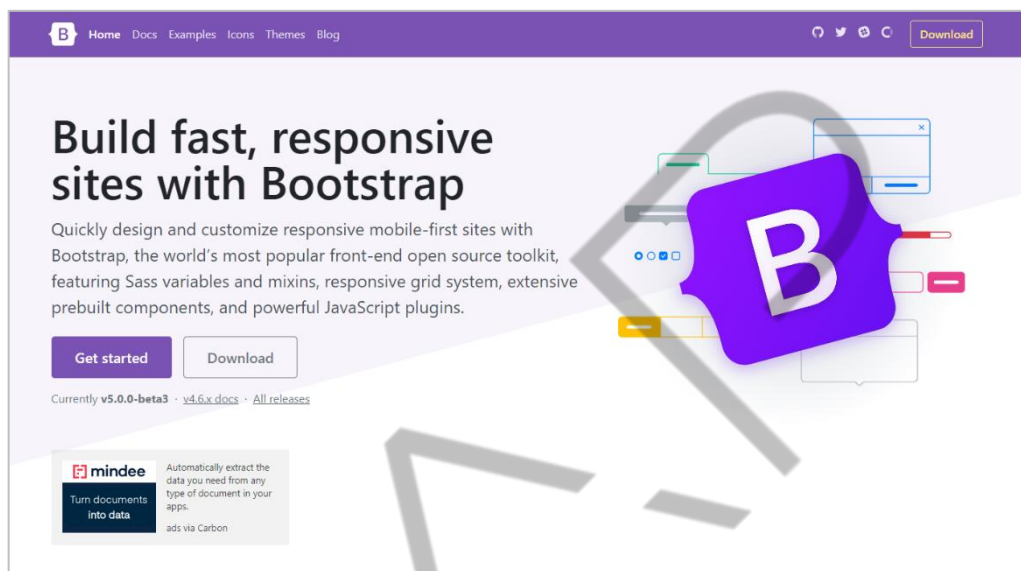 B Home Docs Examples Icons Themes Blog Download
Build fast, responsive
sites with Bootstrap
Quickly design and customize responsive mobile-first sites with
Bootstrap, the world's most popular front-end open source toolkit,
featuring Sass variables and mixins, responsive grid system, extensive
prebuilt components, and powerful JavaScript plugins.
Get started Download
Currently v5.0.0-beta3 · v4.6.x docs · All releases
B
mindee
Turn documents
into data
Automatically extract the
data you need from any
type of document in your
apps.
ads via Carbon